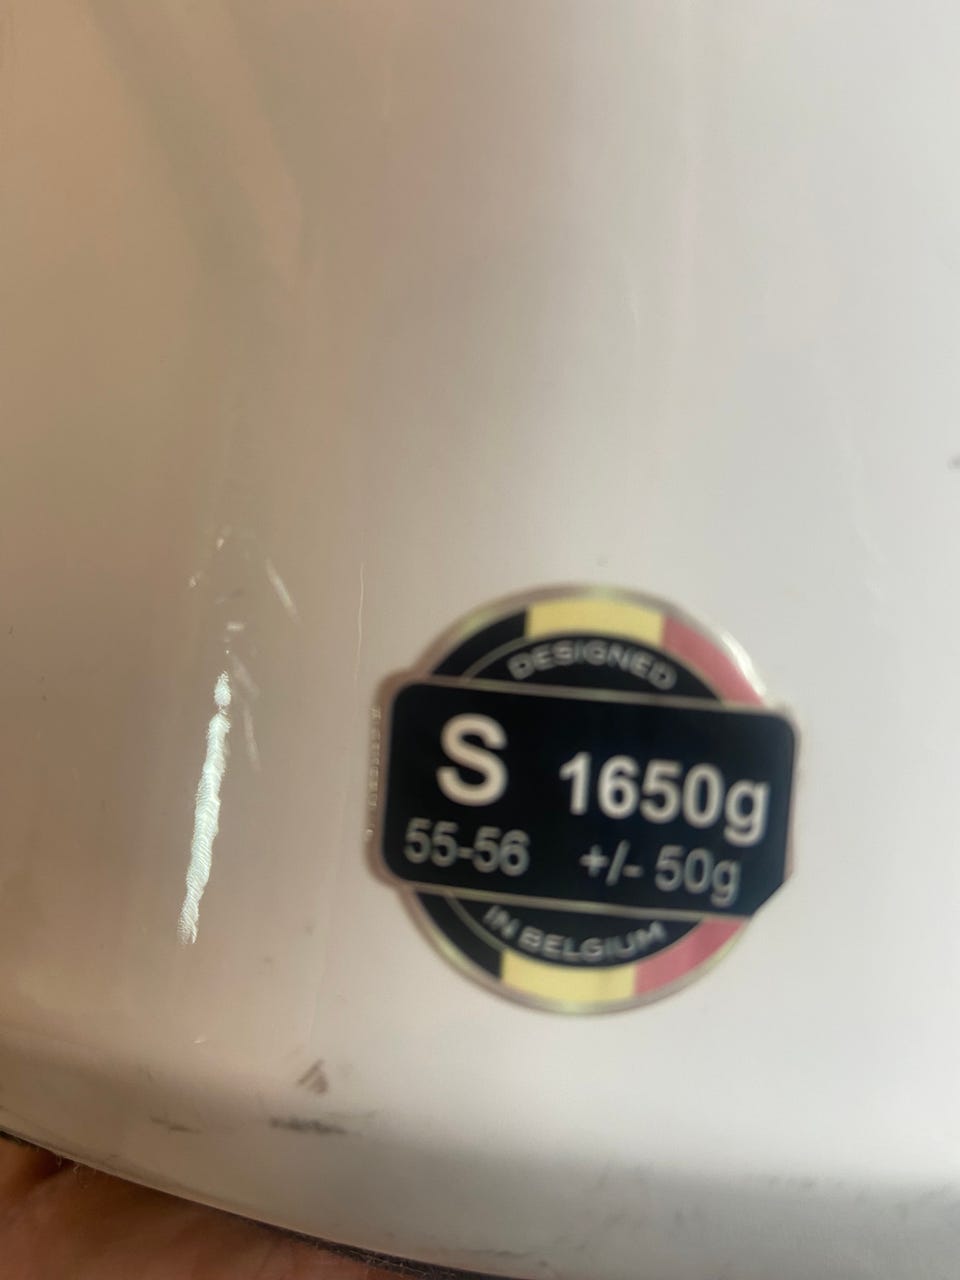 DESIGNED
S 1650g
55-56 +/- 50g
IN BELGIUM